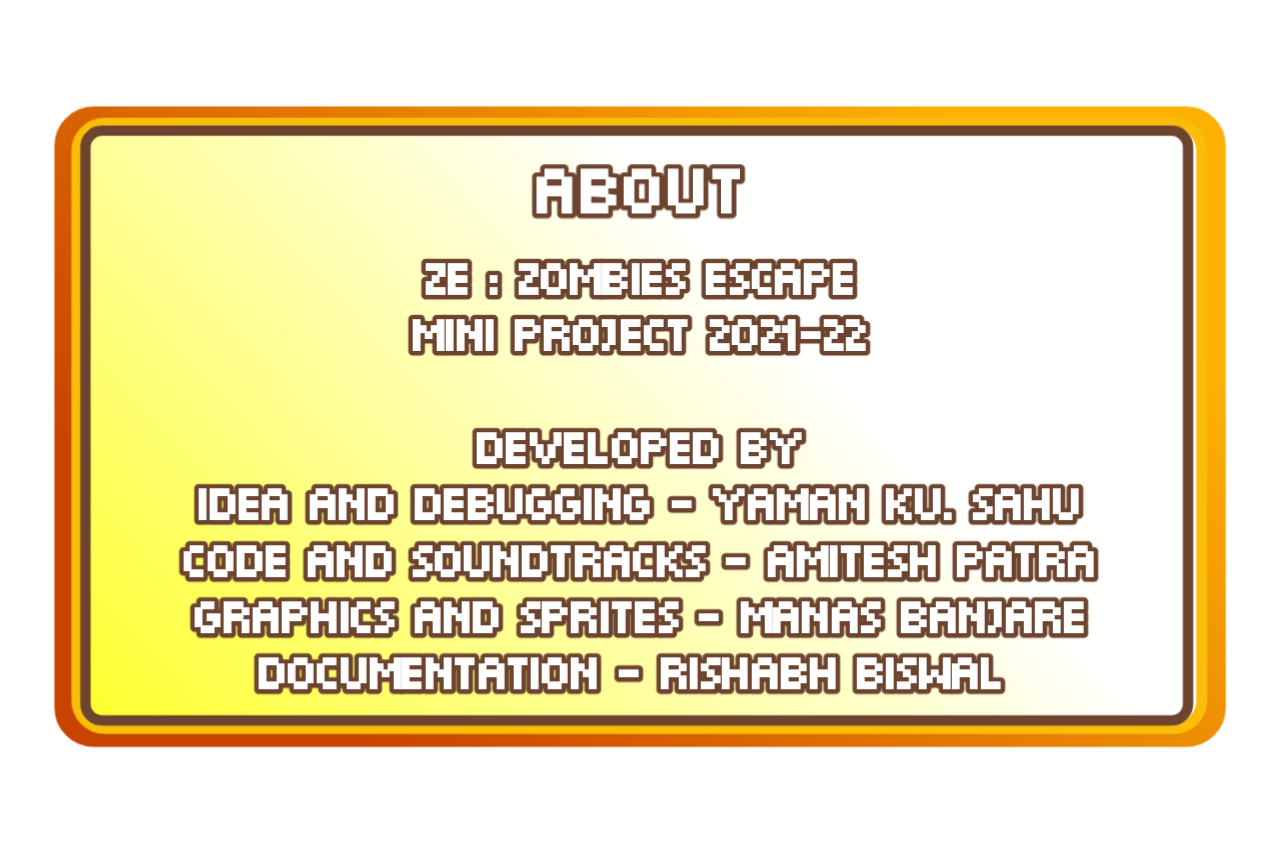 ABOUT
ZE : ZOMBIES ESCAPE
MINI PROJECT 2021-22
DEVELOPED BY
IDEA AND DEBUGGING - YAMAN KU. SAHU
CODE AND SOUNDTRACKS - AMITESH PATRA
GRAPHICS AND SPRITES - MANAS BANJARE
DOCUMENTATION - RISHABH BISWAL